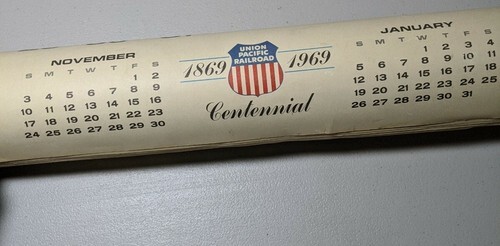 NOVEMBER
S M T W T F S
1 2
3 4 5 6 7 8 9
10 11 12 13 14 15 16
17 18 19 20 21 22 23
24 25 26 27 28 29 30
1869
UNION
PACIFIC
RAILROAD
1969
Centennial
JANUARY
S M T W T F S
1 2 3 4
5 6 7 8 9 10 11
12 13 14 15 16 17 18
19 20 21 22 23 24 25
26 27 28 29 30 31